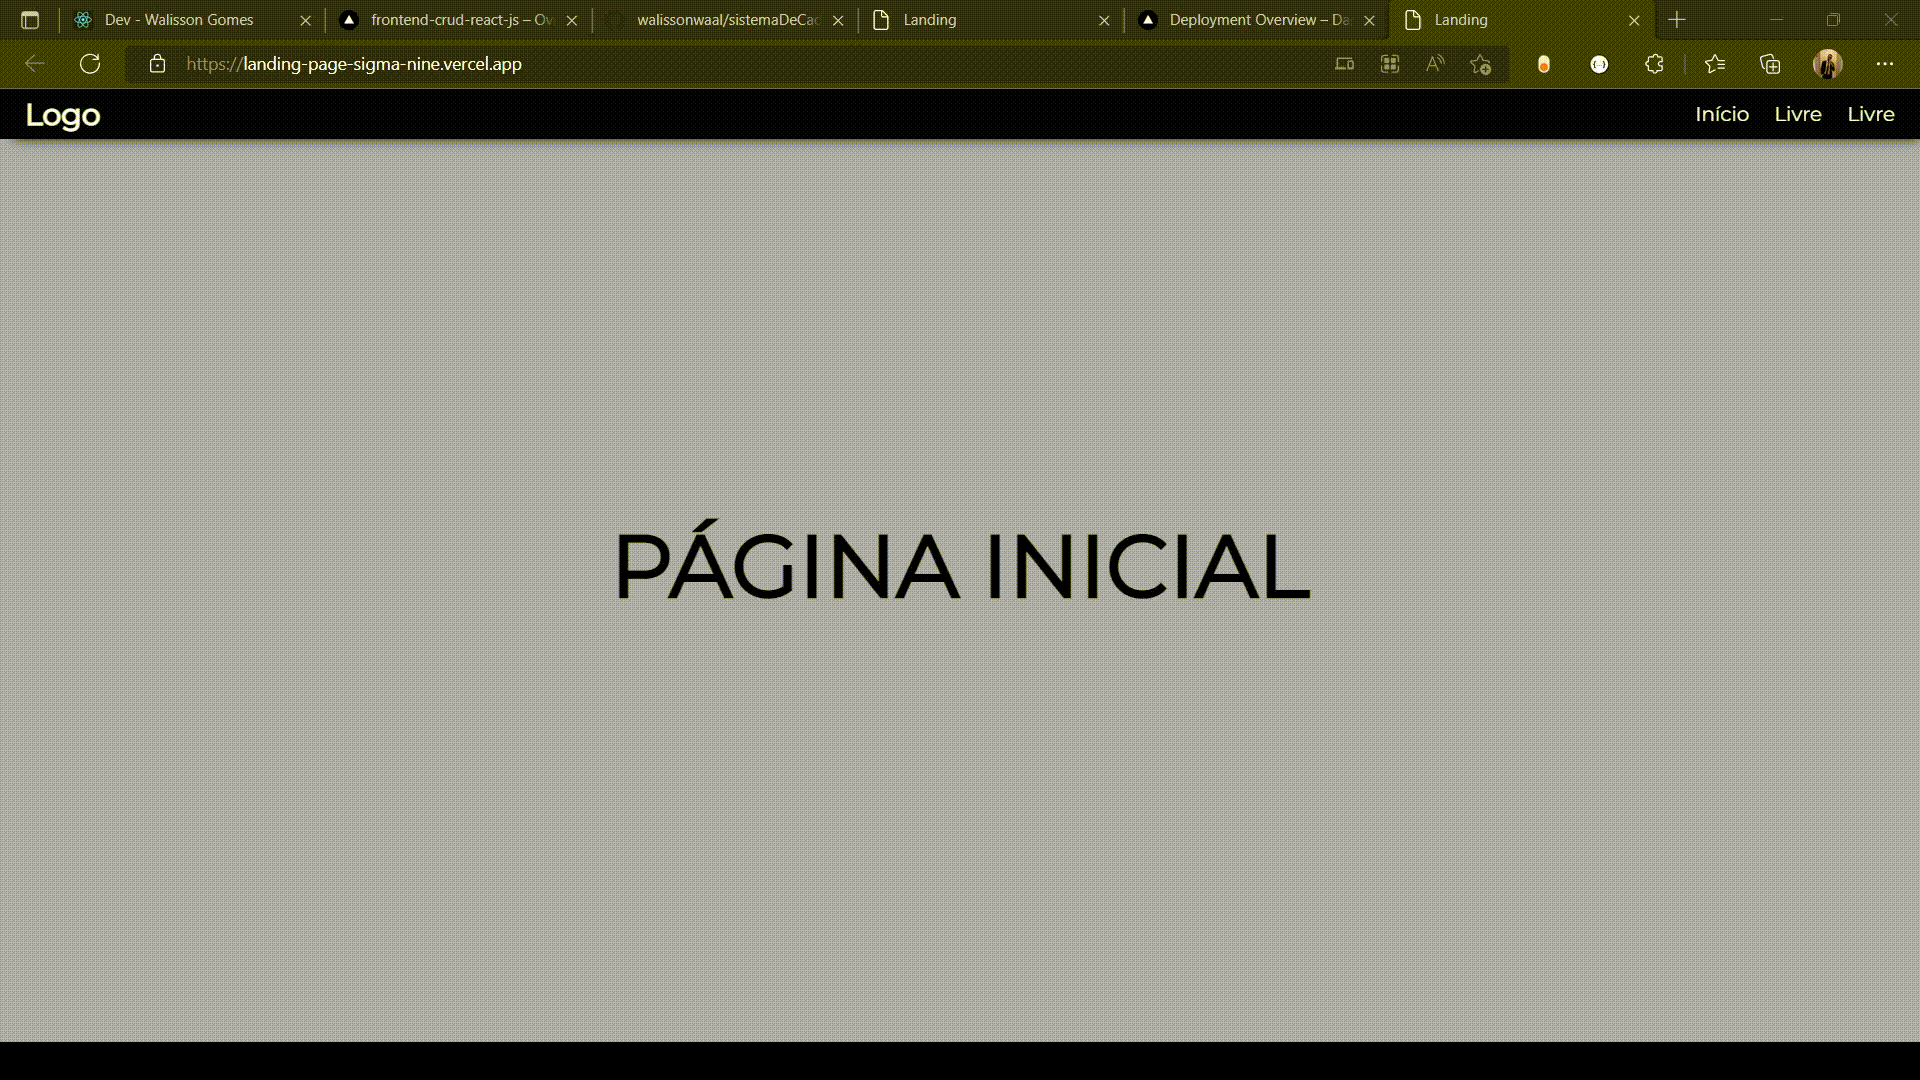 Dev - Walisson Gomes
frontend-crud-react-js – Ov
walissonwaal/sistemaDeCad
Landing
Deployment Overview – Da
Landing
https://landing-page-sigma-nine.vercel.app
Logo
Início Livre Livre
PÁGINA INICIAL